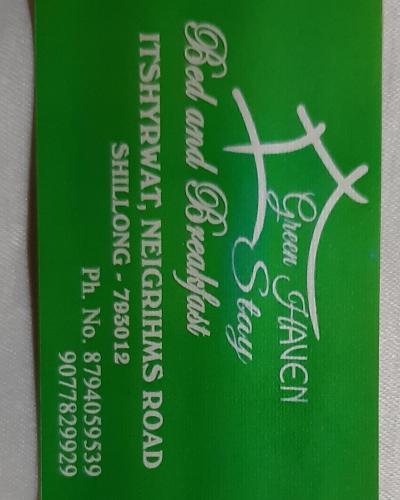 Green HAVEN
Stay
Bed and Breakfast
ITSHYRWAT, NEIGRIHMS ROAD
SHILLONG - 793012
Ph. No. 8794059539
9077829929